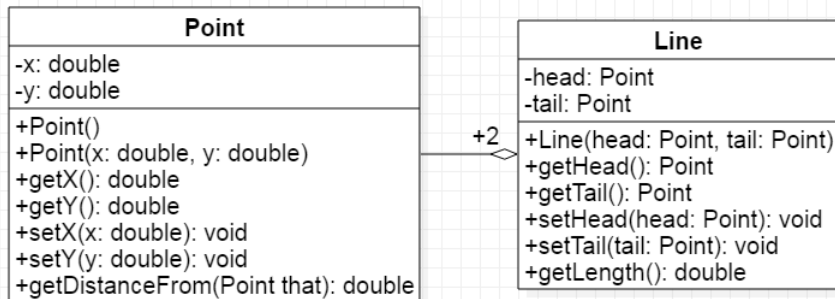 Point
-x: double
-y: double
+Point()
+Point(x: double, y: double)
+getX(): double
+getY(): double
+setX(x: double): void
+setY(y: double): void
+getDistanceFrom(Point that): double
+2
Line
-head: Point
-tail: Point
+Line(head: Point, tail: Point)
+getHead(): Point
+getTail(): Point
+setHead(head: Point): void
+setTail(tail: Point): void
+getLength(): double